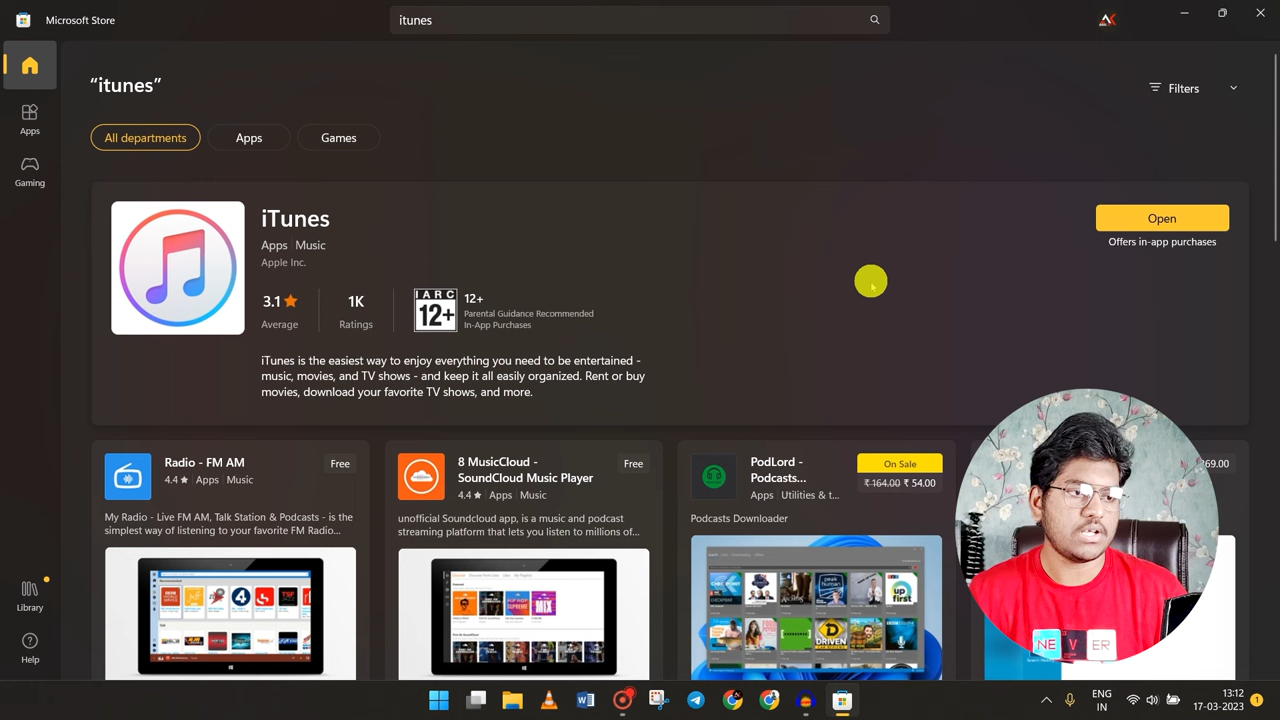 Microsoft Store
itunes
“itunes”
Filters
All departments
Apps
Games
Apps
Gaming
iTunes
Apps Music
Apple Inc.
Open
Offers in-app purchases
3.1
Average
1K
Ratings
IARC
12+
12+
Parental Guidance Recommended
In-App Purchases
iTunes is the easiest way to enjoy everything you need to be entertained -
music, movies, and TV shows - and keep it all easily organized. Rent or buy
movies, download your favorite TV shows, and more.
Radio - FM AM
Free
4.4 ★ Apps Music
My Radio - Live FM AM, Talk Station & Podcasts - is the
simplest way of listening to your favorite FM Radio...
8 MusicCloud -
SoundCloud Music Player
Free
4.4 ★ Apps Music
unofficial Soundcloud app, is a music and podcast
streaming platform that lets you listen to millions of...
PodLord -
Podcasts...
On Sale
₹ 164.00 ₹ 54.00
Apps Utilities & t...
Podcasts Downloader
NE V ER
Library
Help
ENG
IN
13:12
17-03-2023
1